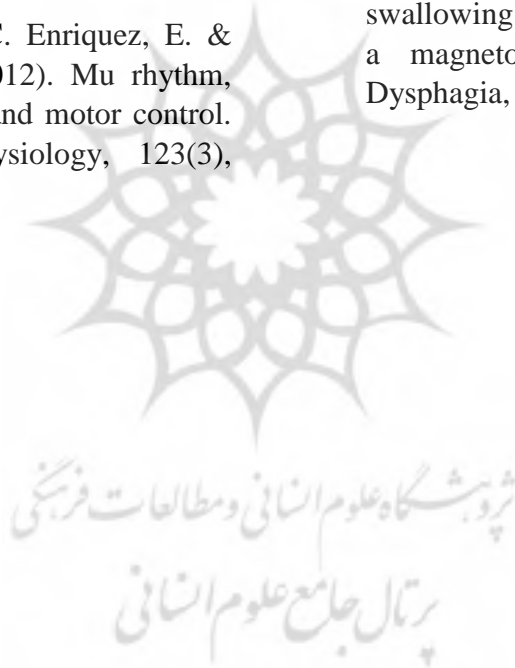 C. Enriquez, E. &
012). Mu rhythm,
and motor control.
ysiology, 123(3),
swallowing
a magneto
Dysphagia,
پژوهشگاه علوم انسانی و مطالعات فرهنگی
پرتال جامع علوم انسانی